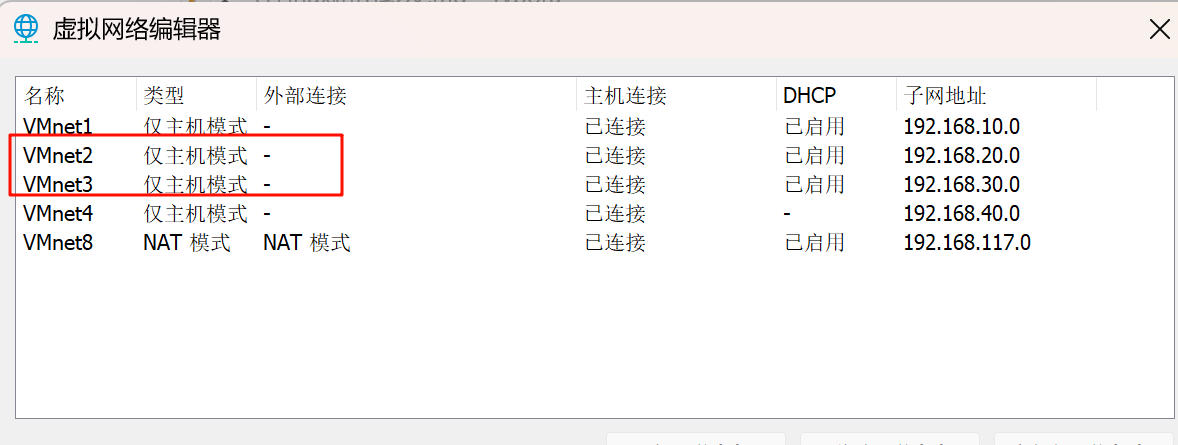 虚拟网络编辑器
名称 类型 外部连接 主机连接 DHCP 子网地址
VMnet1 仅主机模式 - 已连接 已启用 192.168.10.0
VMnet2 仅主机模式 - 已连接 已启用 192.168.20.0
VMnet3 仅主机模式 - 已连接 已启用 192.168.30.0
VMnet4 仅主机模式 - 已连接 - 192.168.40.0
VMnet8 NAT 模式 NAT 模式 已连接 已启用 192.168.117.0